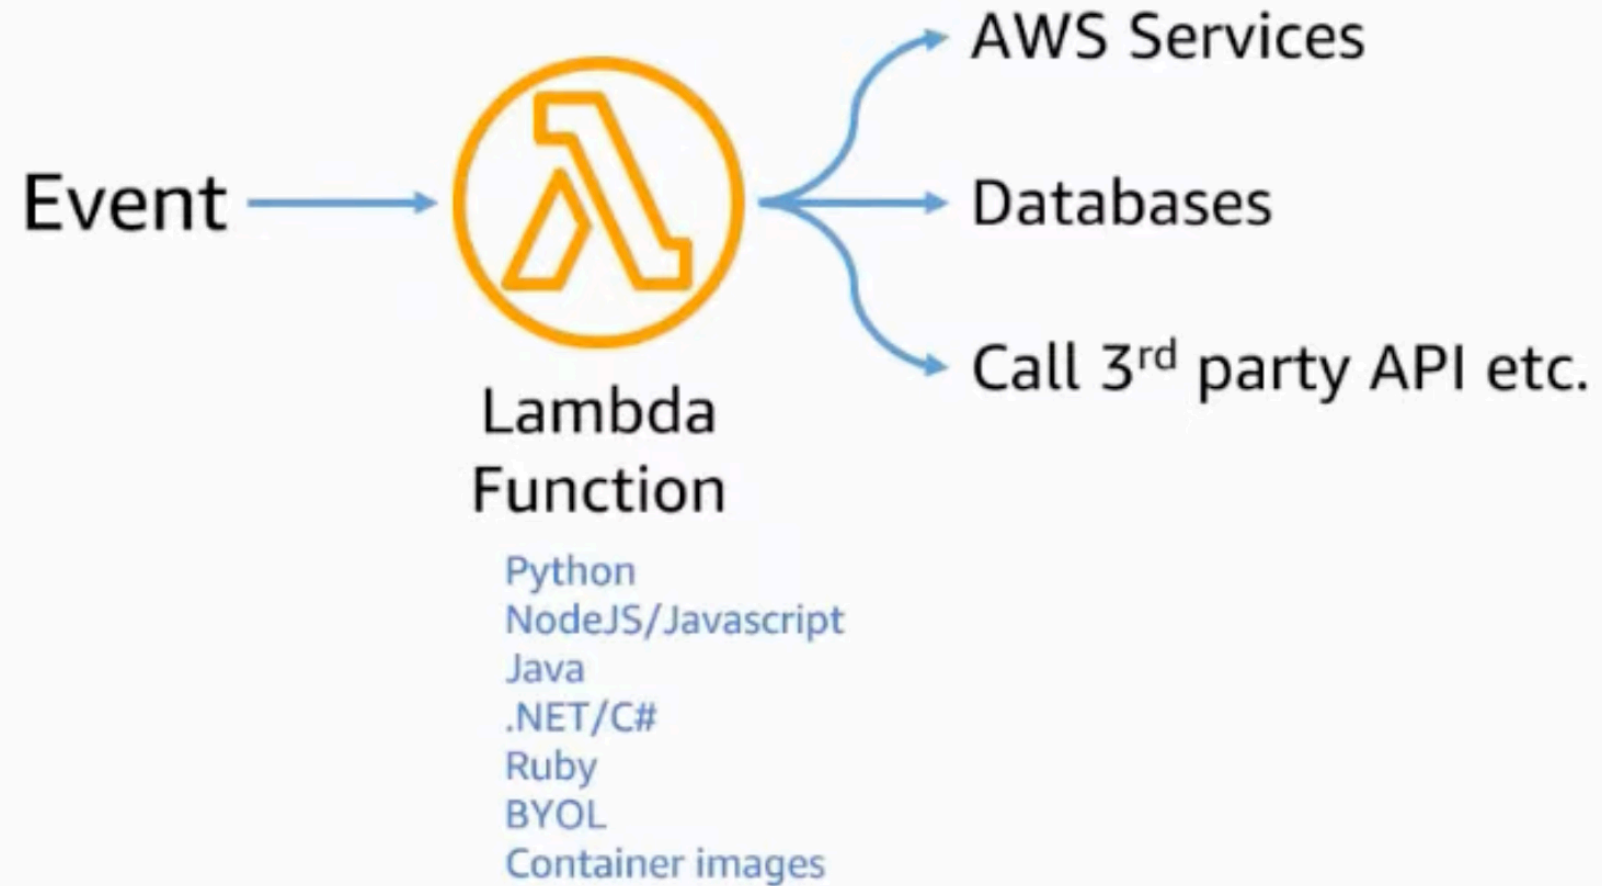 AWS Services
Event
Databases
Call 3rd party API etc.
Lambda
Function
Python
NodeJS/Javascript
Java
.NET/C#
Ruby
BYOL
Container images